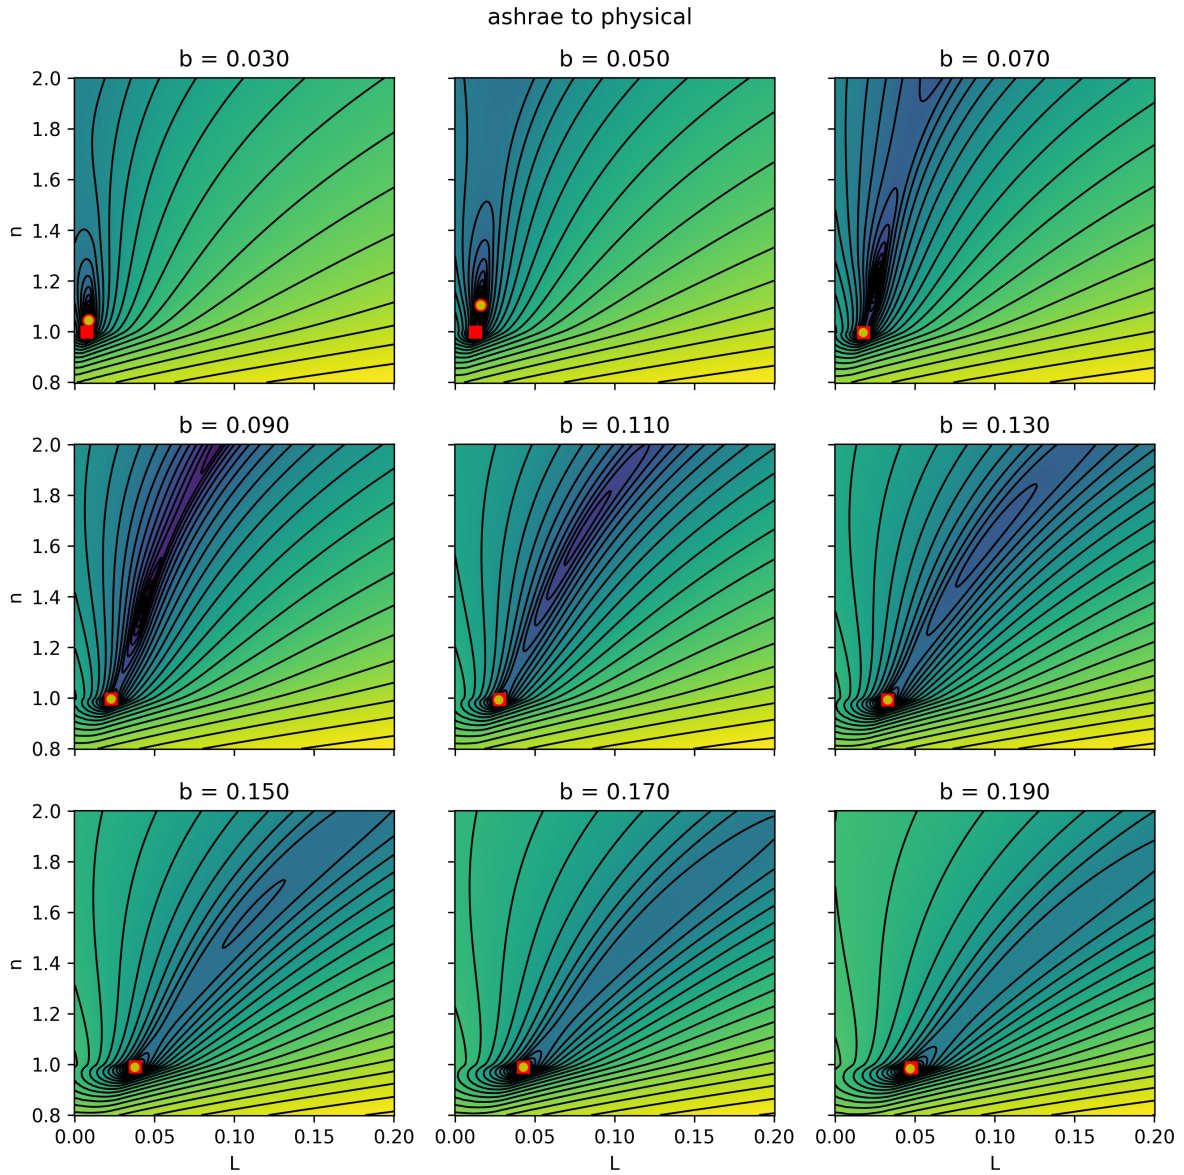 ashrae to physical
b = 0.030
b = 0.050
b = 0.070
2.0
1.8
1.6
1.4
1.2
1.0
0.8
n
b = 0.090
b = 0.110
b = 0.130
2.0
1.8
1.6
1.4
1.2
1.0
0.8
n
b = 0.150
b = 0.170
b = 0.190
2.0
1.8
1.6
1.4
1.2
1.0
0.8
n
0.00 0.05 0.10 0.15 0.20
0.00 0.05 0.10 0.15 0.20
0.00 0.05 0.10 0.15 0.20
L
L
L